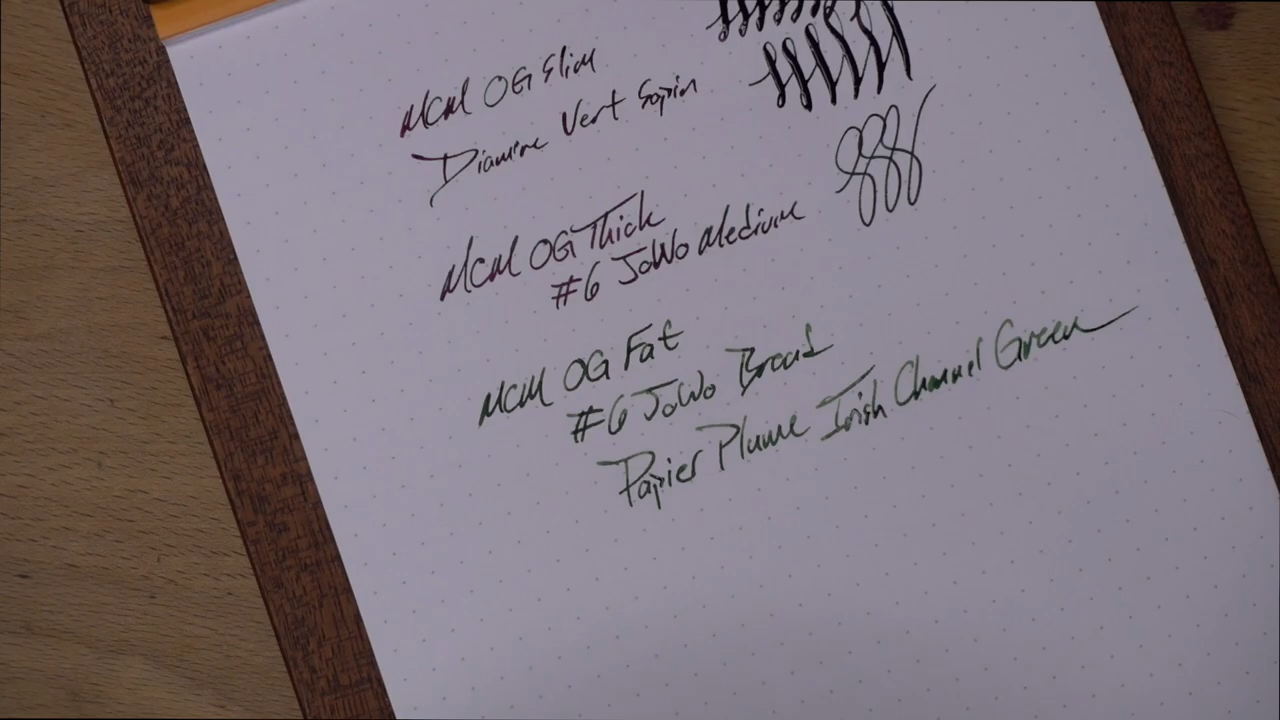 MCM OG Slim
Diamine Vert Sapin
MCM OG Thick
#6 JoWo Medium
MCM OG Fat
#6 JoWo Broad
Papier Plume Irish Channel Green